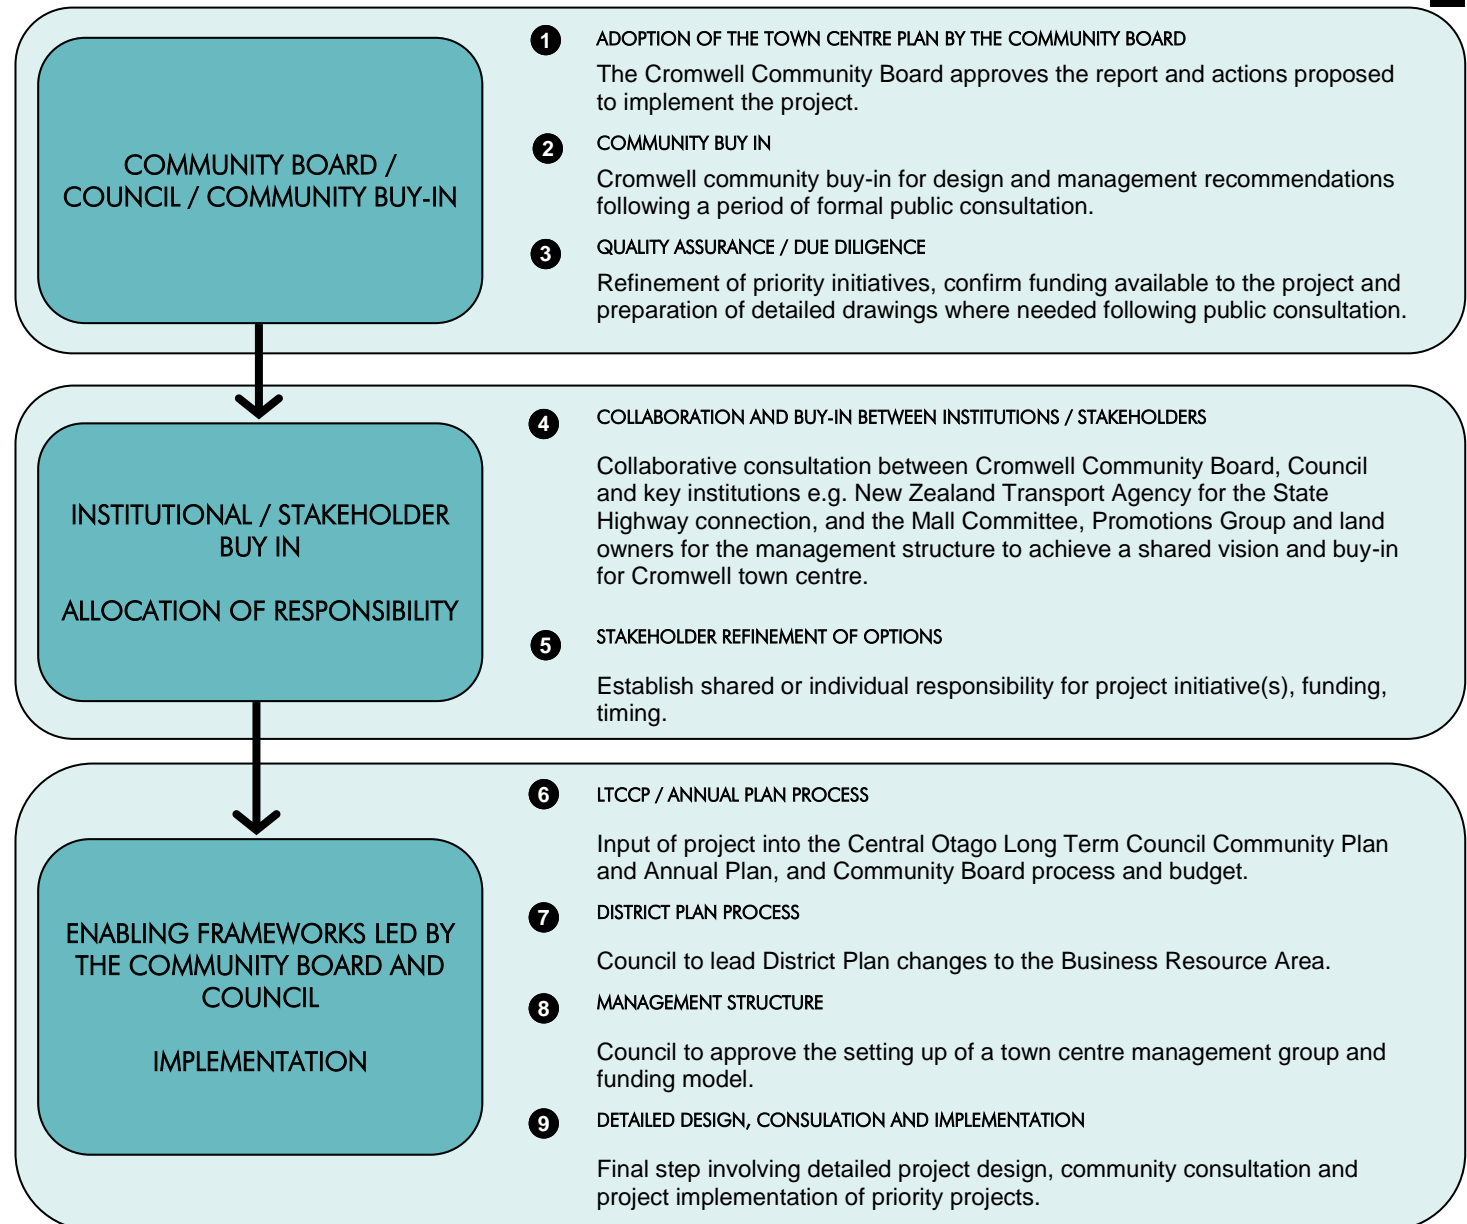 COMMUNITY BOARD /
COUNCIL / COMMUNITY BUY-IN
1 ADOPTION OF THE TOWN CENTRE PLAN BY THE COMMUNITY BOARD
The Cromwell Community Board approves the report and actions proposed
to implement the project.
2 COMMUNITY BUY IN
Cromwell community buy-in for design and management recommendations
following a period of formal public consultation.
3 QUALITY ASSURANCE / DUE DILIGENCE
Refinement of priority initiatives, confirm funding available to the project and
preparation of detailed drawings where needed following public consultation.
INSTITUTIONAL / STAKEHOLDER
BUY IN
ALLOCATION OF RESPONSIBILITY
4 COLLABORATION AND BUY-IN BETWEEN INSTITUTIONS / STAKEHOLDERS
Collaborative consultation between Cromwell Community Board, Council
and key institutions e.g. New Zealand Transport Agency for the State
Highway connection, and the Mall Committee, Promotions Group and land
owners for the management structure to achieve a shared vision and buy-in
for Cromwell town centre.
5 STAKEHOLDER REFINEMENT OF OPTIONS
Establish shared or individual responsibility for project initiative(s), funding,
timing.
ENABLING FRAMEWORKS LED BY
THE COMMUNITY BOARD AND
COUNCIL
IMPLEMENTATION
6 LTCCP / ANNUAL PLAN PROCESS
Input of project into the Central Otago Long Term Council Community Plan
and Annual Plan, and Community Board process and budget.
7 DISTRICT PLAN PROCESS
Council to lead District Plan changes to the Business Resource Area.
8 MANAGEMENT STRUCTURE
Council to approve the setting up of a town centre management group and
funding model.
9 DETAILED DESIGN, CONSULATION AND IMPLEMENTATION
Final step involving detailed project design, community consultation and
project implementation of priority projects.